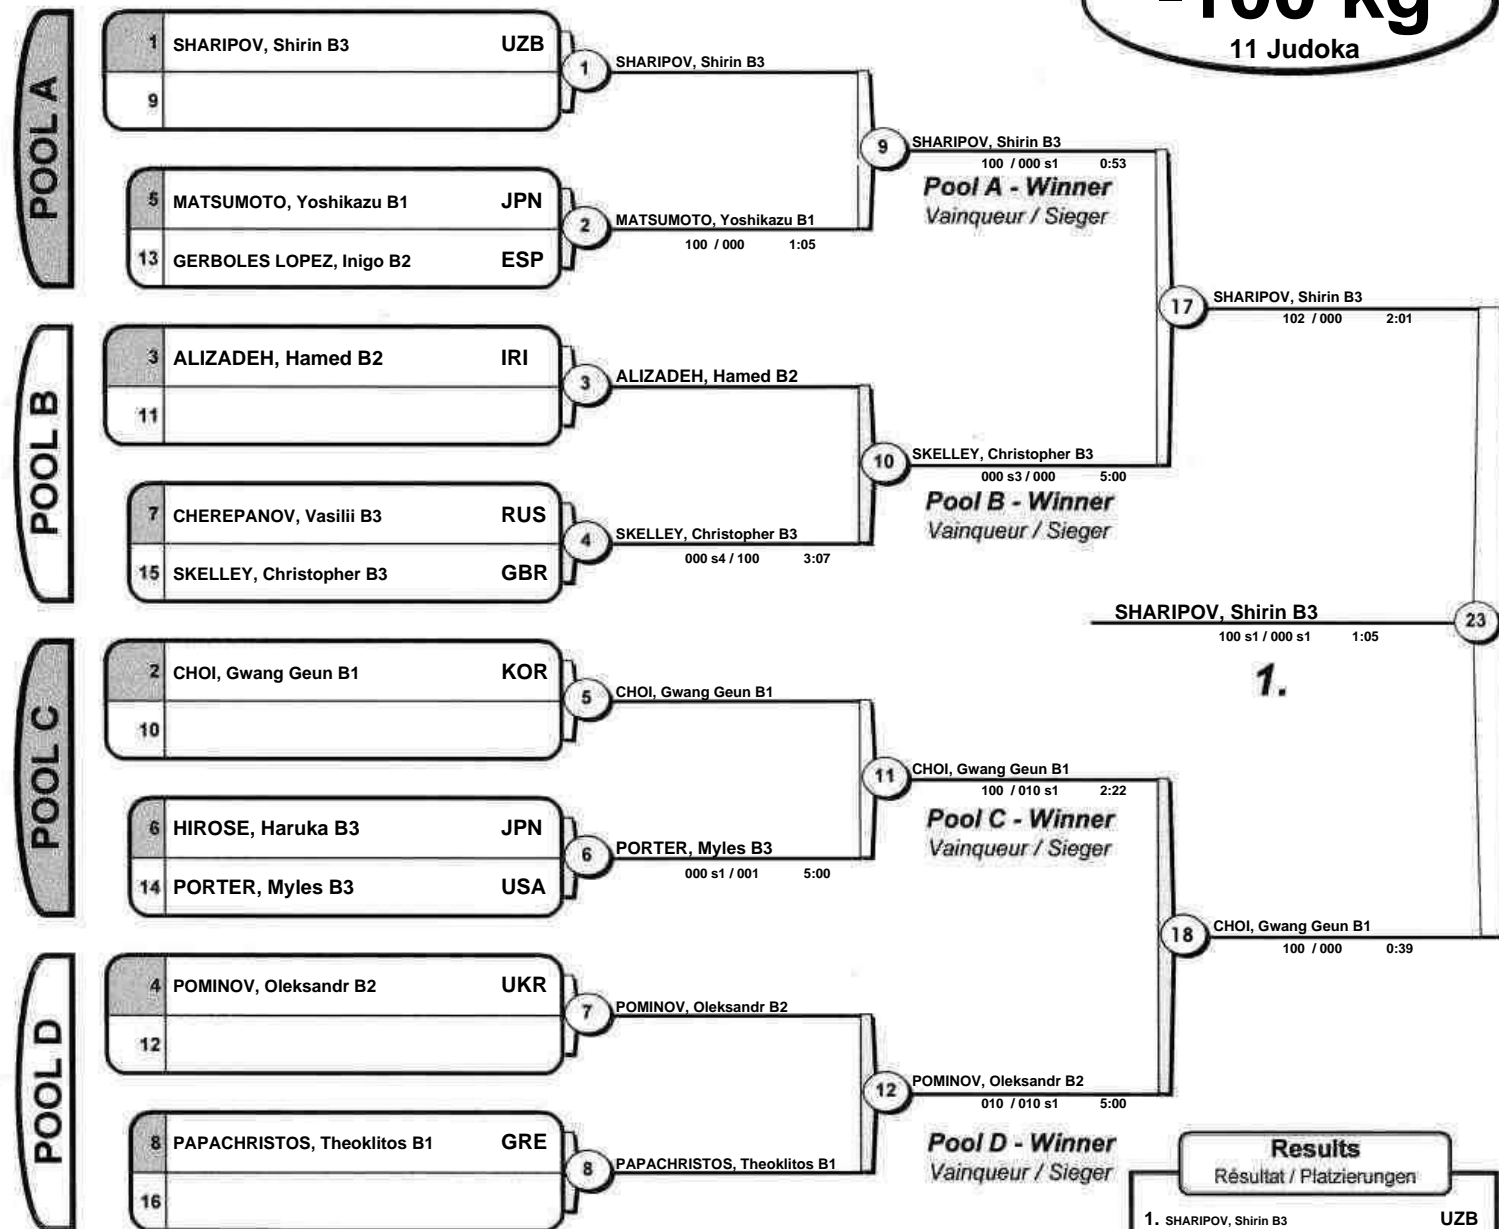 -100 kg
11 Judoka
POOL A
1 SHARIPOV, Shirin B3 UZB
9
1 SHARIPOV, Shirin B3
5 MATSUMOTO, Yoshikazu B1 JPN
13 GERBOLES LOPEZ, Inigo B2 ESP
2 MATSUMOTO, Yoshikazu B1
100 / 000 1:05
9 SHARIPOV, Shirin B3
100 / 000 s1 0:53
Pool A - Winner
Vainqueur / Sieger
POOL B
3 ALIZADEH, Hamed B2 IRI
11
3 ALIZADEH, Hamed B2
7 CHEREPANOV, Vasilii B3 RUS
15 SKELLEY, Christopher B3 GBR
4 SKELLEY, Christopher B3
000 s4 / 100 3:07
10 SKELLEY, Christopher B3
000 s3 / 000 5:00
Pool B - Winner
Vainqueur / Sieger
17 SHARIPOV, Shirin B3
102 / 000 2:01
SHARIPOV, Shirin B3 23
100 s1 / 000 s1 1:05
1.
POOL C
2 CHOI, Gwang Geun B1 KOR
10
5 CHOI, Gwang Geun B1
6 HIROSE, Haruka B3 JPN
14 PORTER, Myles B3 USA
6 PORTER, Myles B3
000 s1 / 001 5:00
11 CHOI, Gwang Geun B1
100 / 010 s1 2:22
Pool C - Winner
Vainqueur / Sieger
18 CHOI, Gwang Geun B1
100 / 000 0:39
POOL D
4 POMINOV, Oleksandr B2 UKR
12
7 POMINOV, Oleksandr B2
8 PAPACHRISTOS, Theoklitos B1 GRE
16
8 PAPACHRISTOS, Theoklitos B1
12 POMINOV, Oleksandr B2
010 / 010 s1 5:00
Pool D - Winner
Vainqueur / Sieger
Results
Résultat / Platzierungen
1. SHARIPOV, Shirin B3 UZB